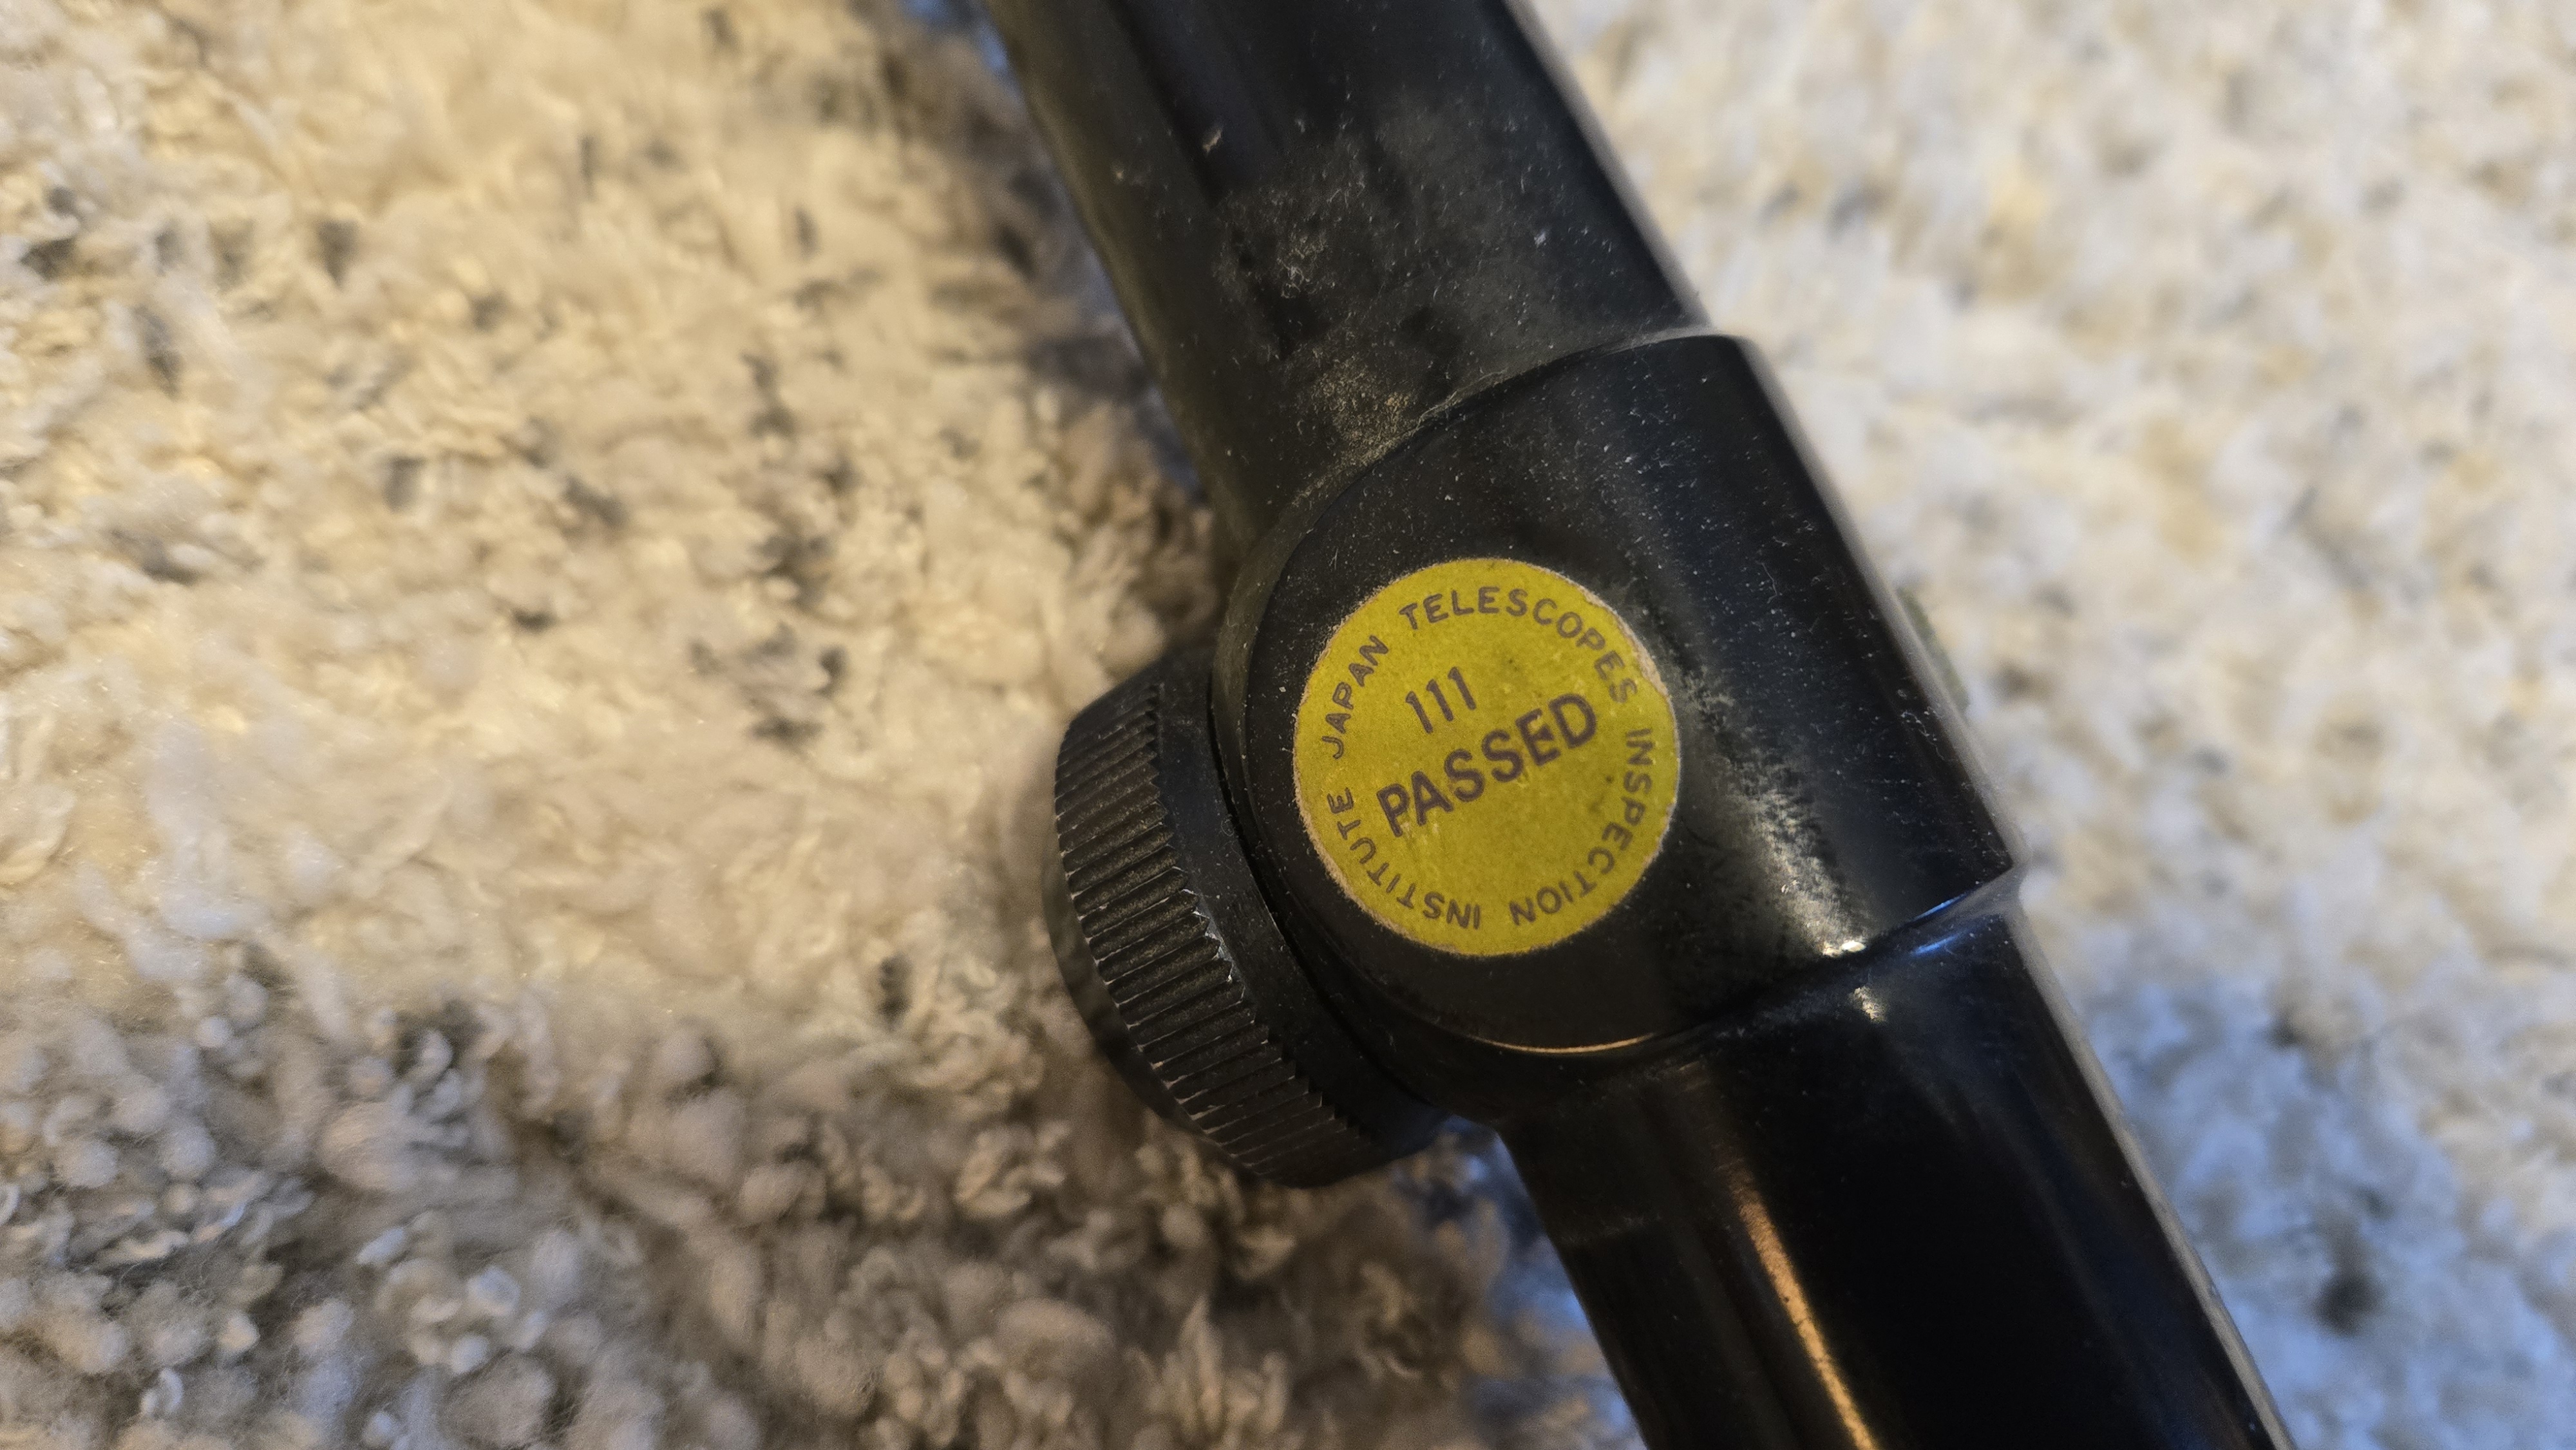 JAPAN TELESCOPES INSPECTION INSTITUTE
111
PASSED